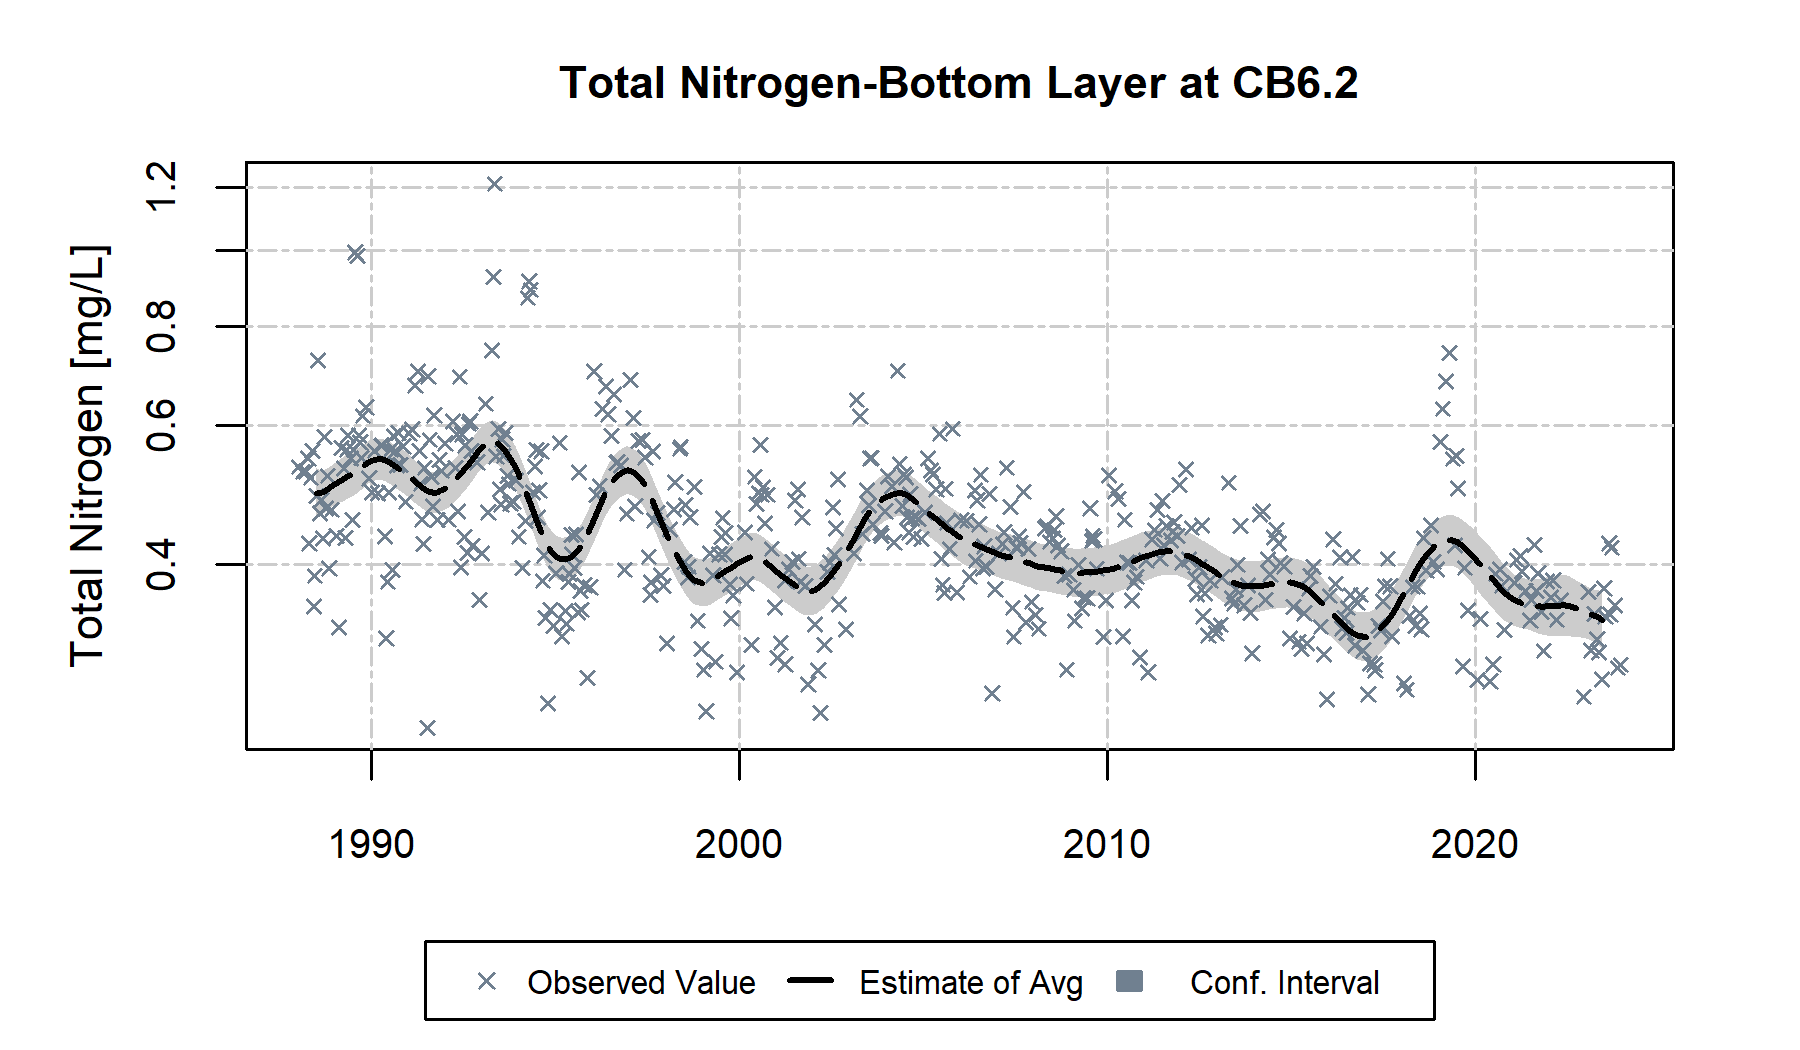 Total Nitrogen-Bottom Layer at CB6.2
Total Nitrogen [mg/L]
1.2
0.8
0.6
0.4
1990 2000 2010 2020
Observed Value Estimate of Avg Conf. Interval